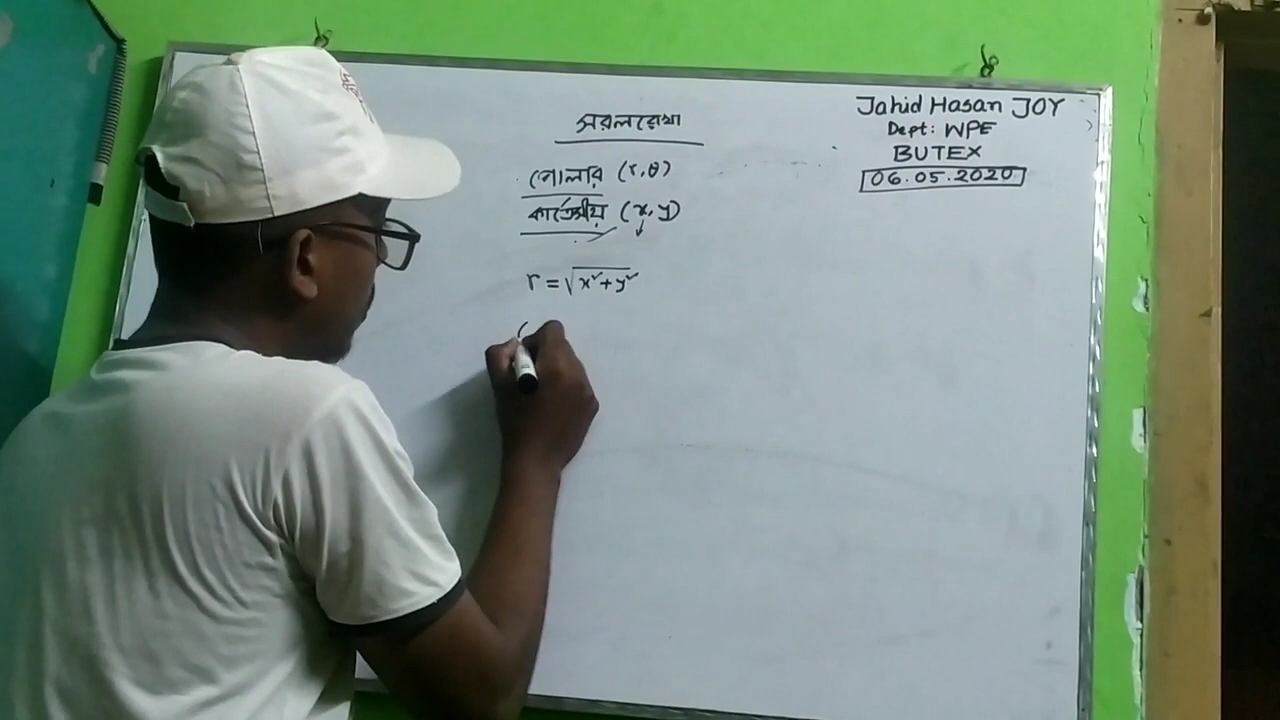 সরলরেখা
পোলার (r,θ)
কার্তেসীয় (x,y)
r = √x²+y²
Jahid Hasan JOY
Dept: WPE
BUTEX
06.05.2020